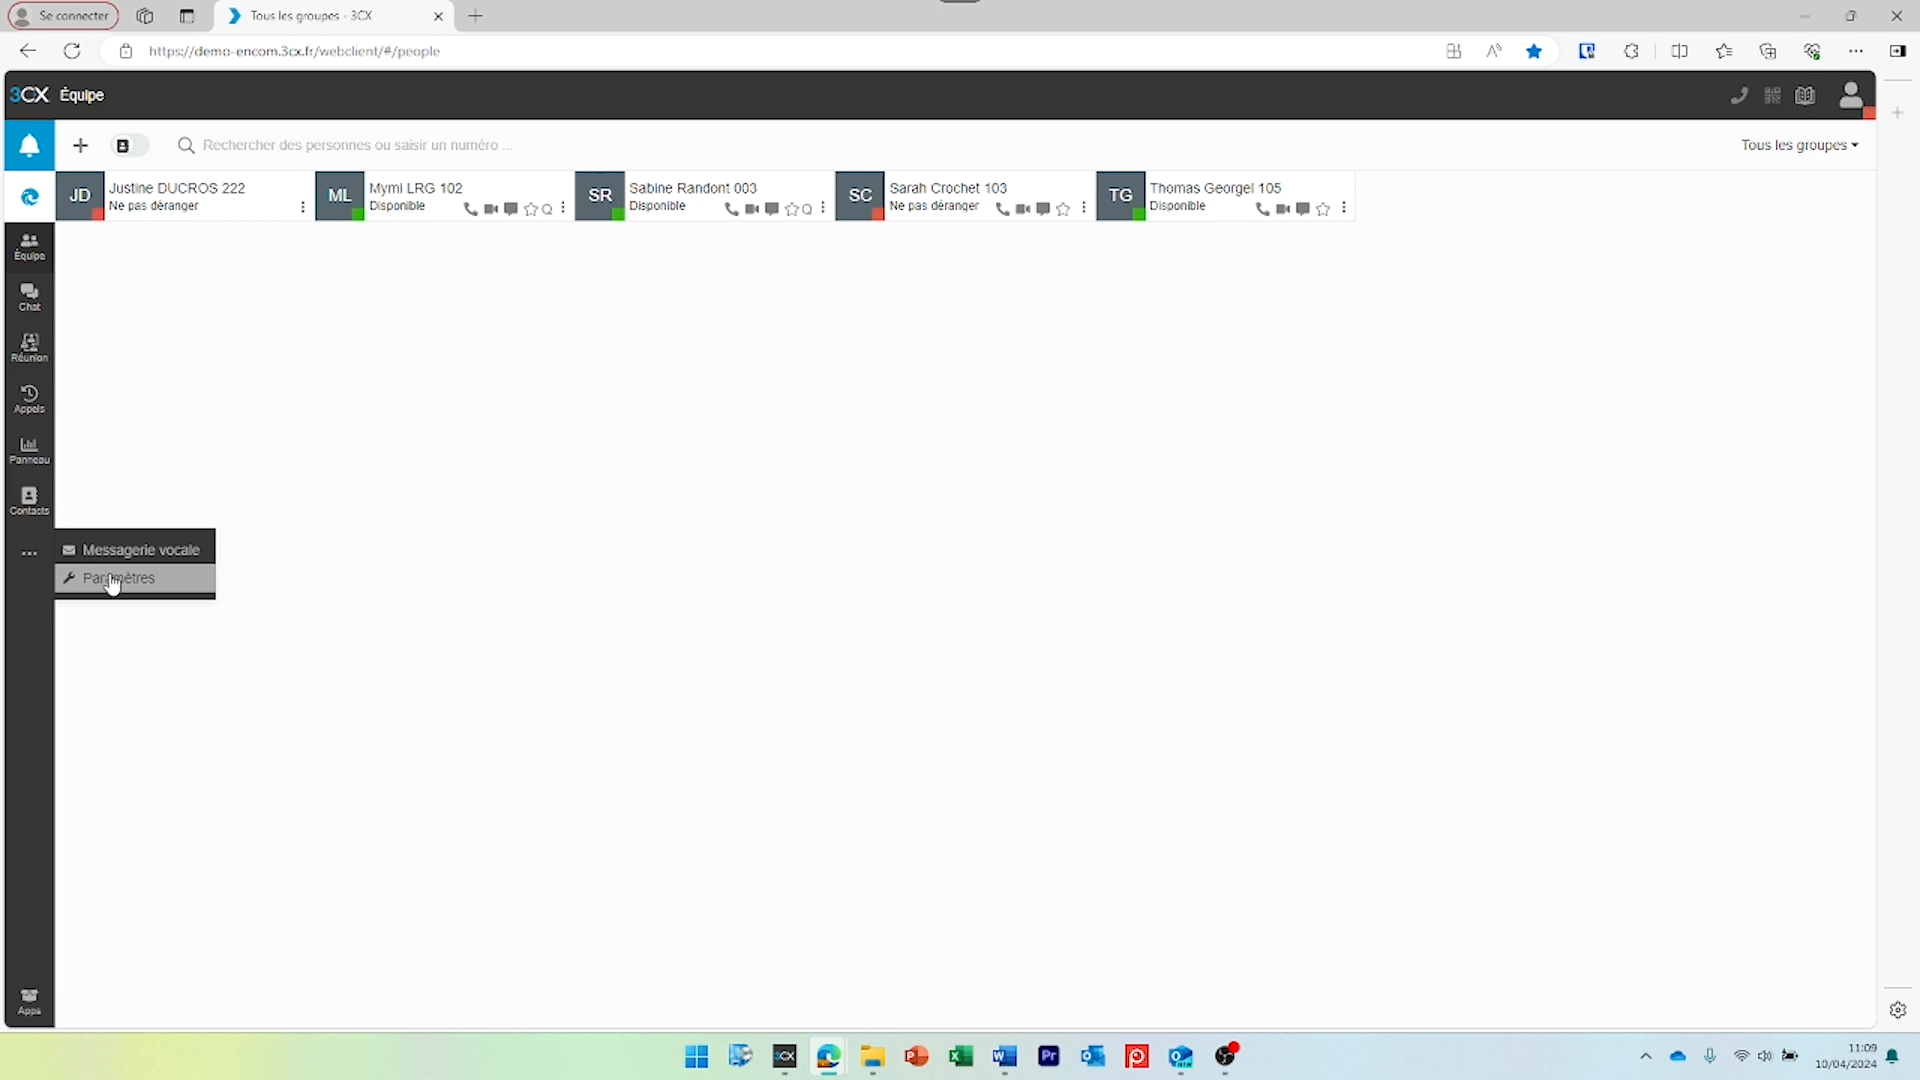 Se connecter
Tous les groupes - 3CX
https://demo-encom.3cx.fr/webclient/#/people
3CX Équipe
Rechercher des personnes ou saisir un numéro ...
Tous les groupes
JD
Justine DUCROS 222
Ne pas déranger
ML
Mymi LRG 102
Disponible
Q
SR
Sabine Randont 003
Disponible
Q
SC
Sarah Crochet 103
Ne pas déranger
TG
Thomas Georgel 105
Disponible
Équipe
Chat
Réunion
Appels
Panneau
Contacts
Messagerie vocale
Paramètres
Apps
3CX
Pr
11:09
10/04/2024